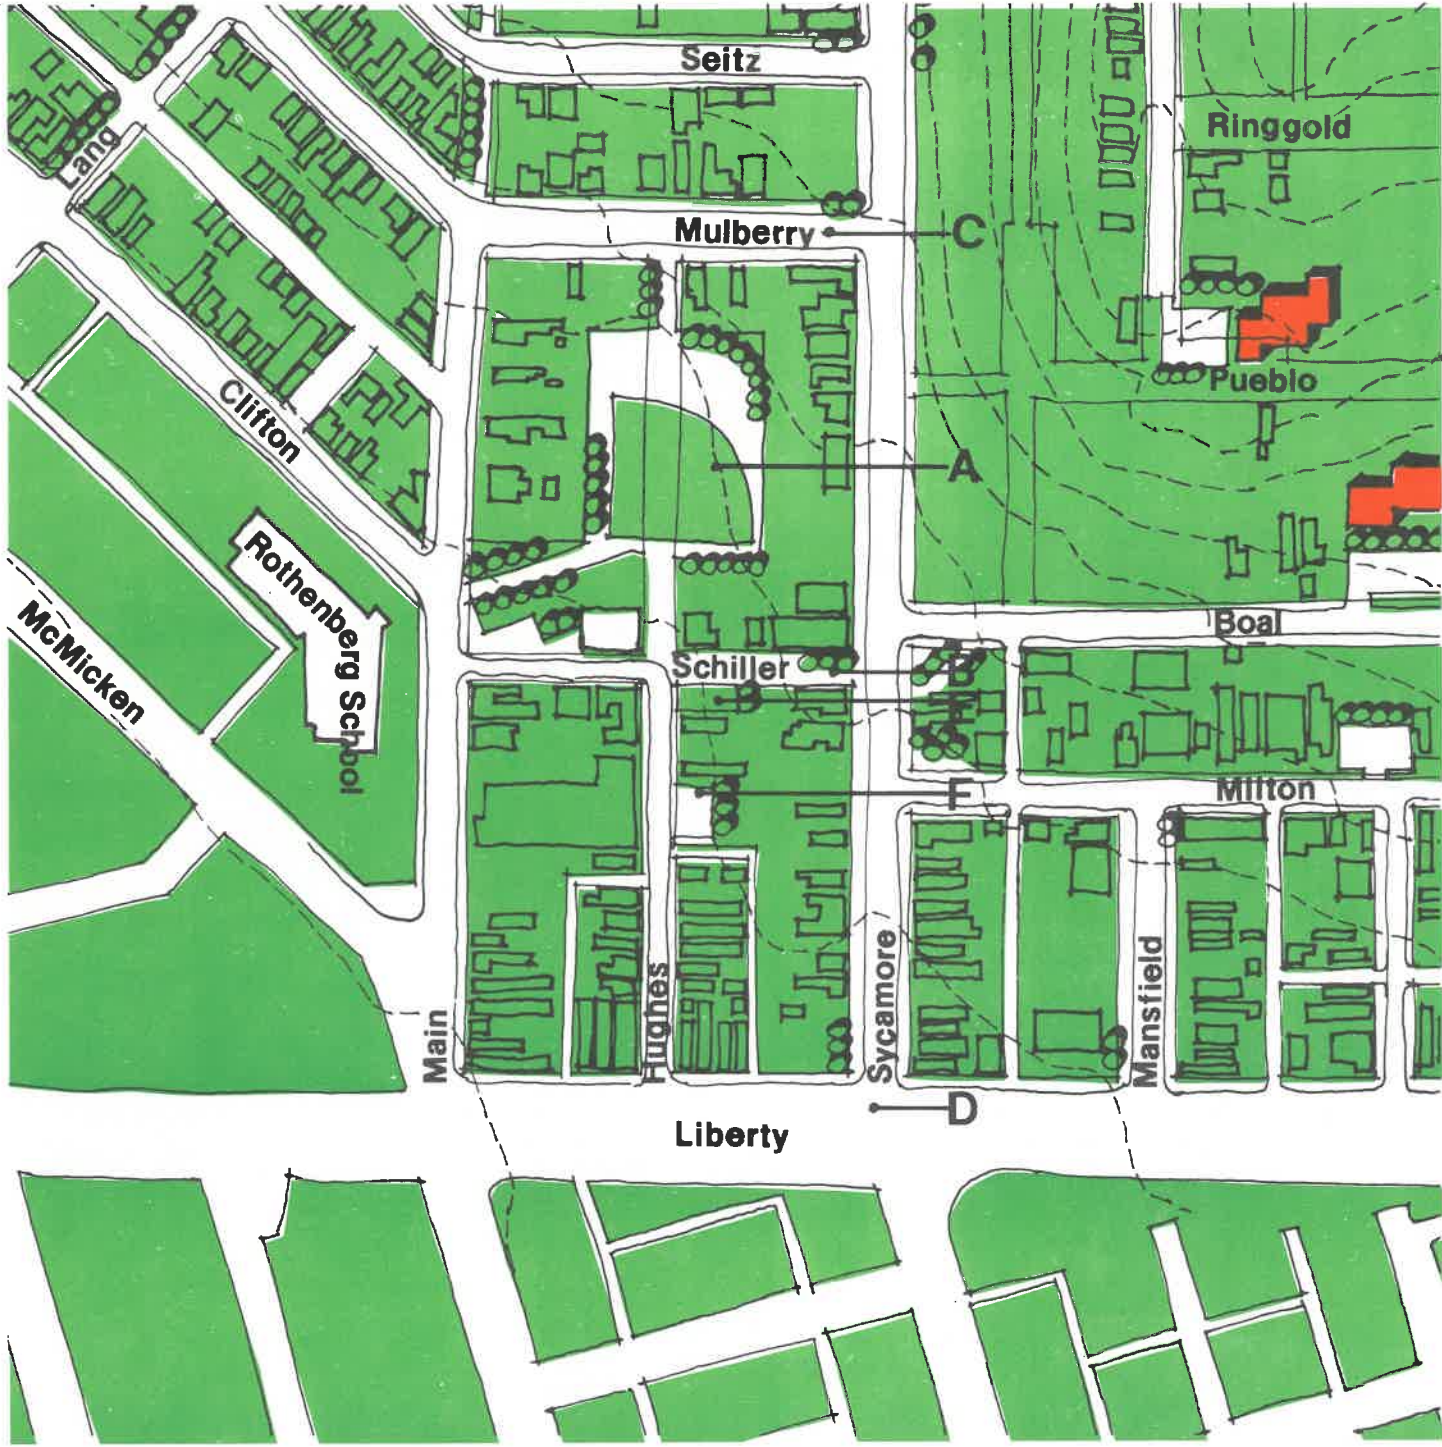 Seitz
Ringgold
Lang
Mulberry
C
Pueblo
Clifton
A
Rothenberg School
McMicken
Boal
Schiller
B
E
Milton
F
Sycamore
Mansfield
Hughes
Main
D
Liberty